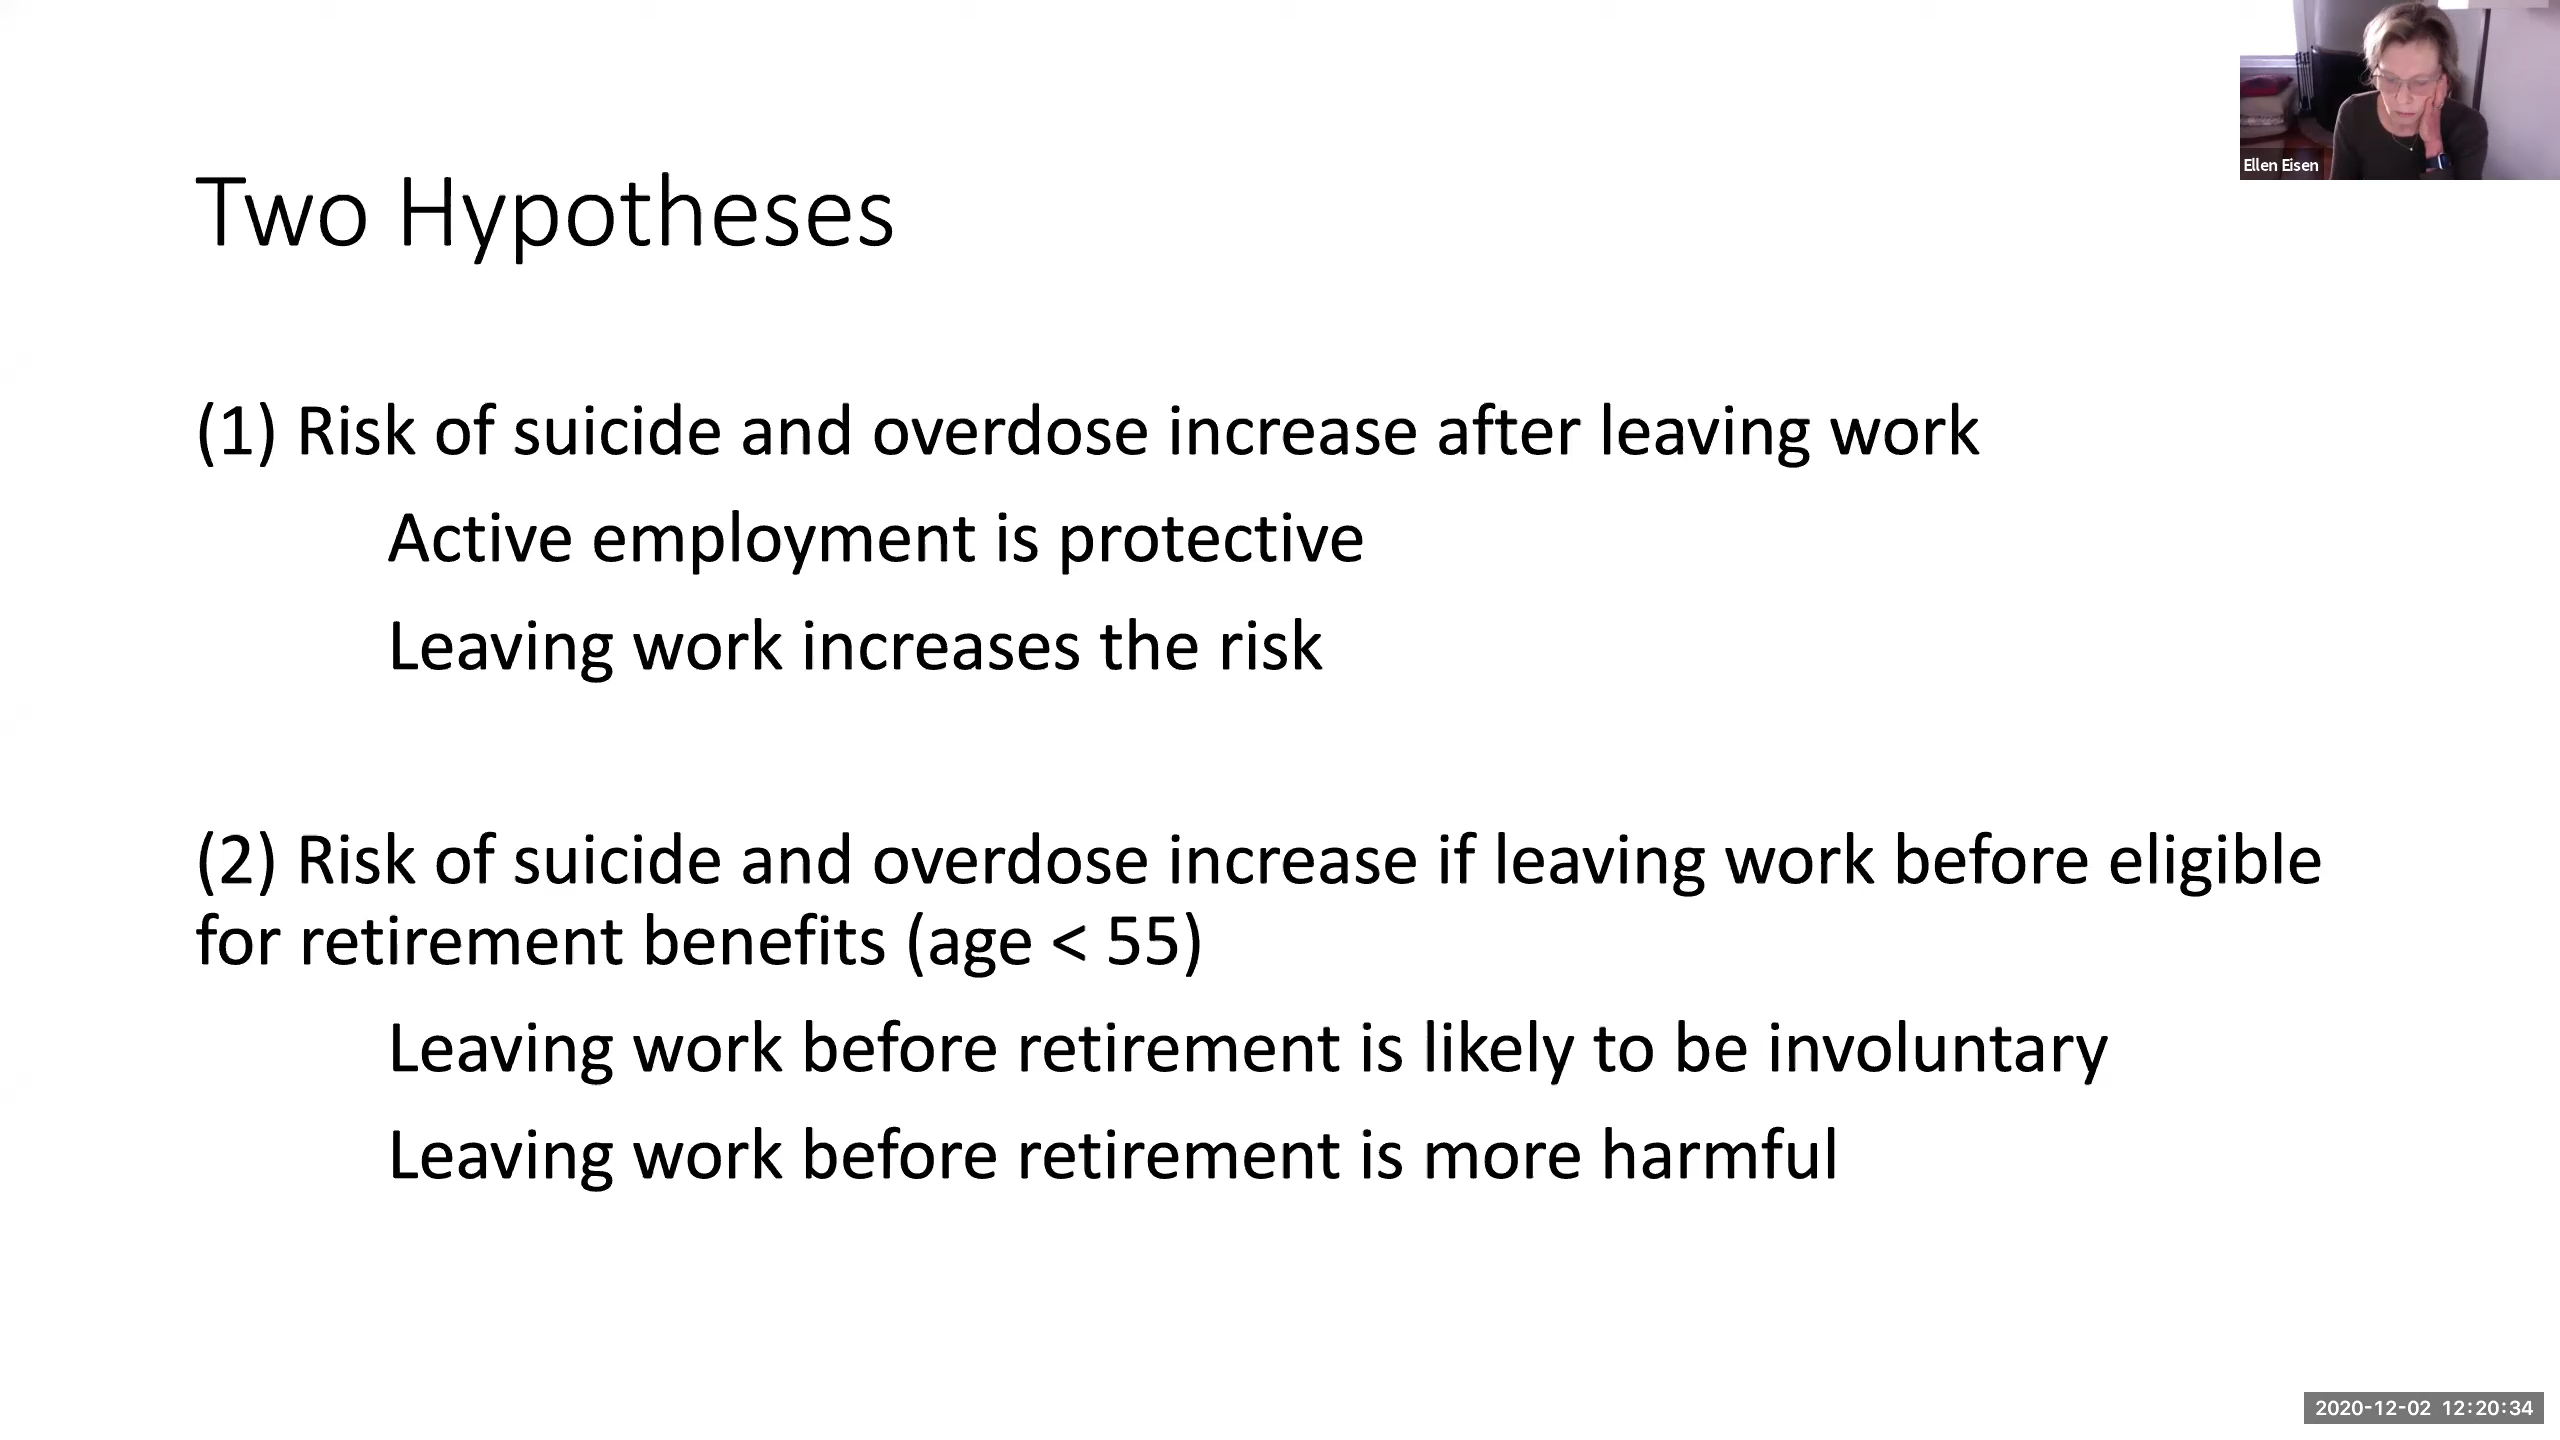 Ellen Eisen
Two Hypotheses
(1) Risk of suicide and overdose increase after leaving work
Active employment is protective
Leaving work increases the risk
(2) Risk of suicide and overdose increase if leaving work before eligible
for retirement benefits (age < 55)
Leaving work before retirement is likely to be involuntary
Leaving work before retirement is more harmful
2020-12-02 12:20:34